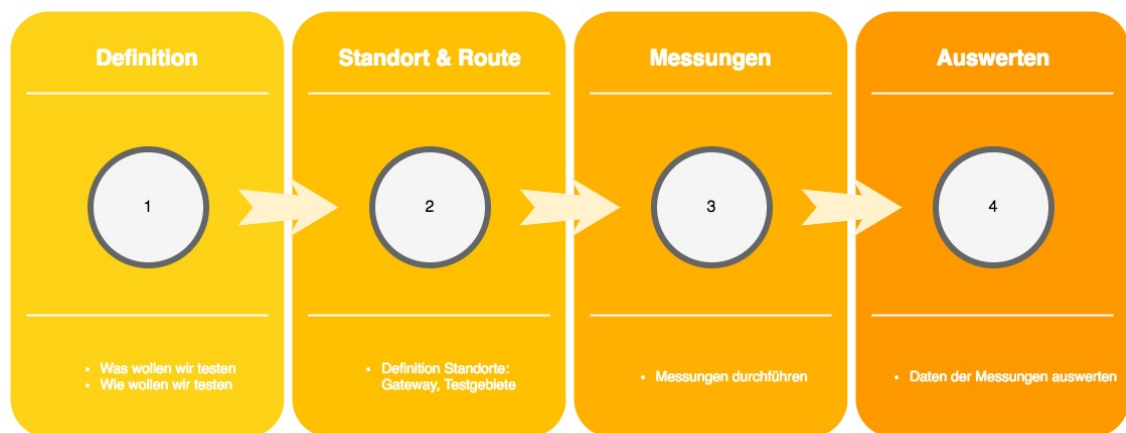 Definition
1
• Was wollen wir testen
• Wie wollen wir testen
Standort & Route
2
• Definition Standorte:
Gateway, Testgebiete
Messungen
3
• Messungen durchführen
Auswerten
4
• Daten der Messungen auswerten